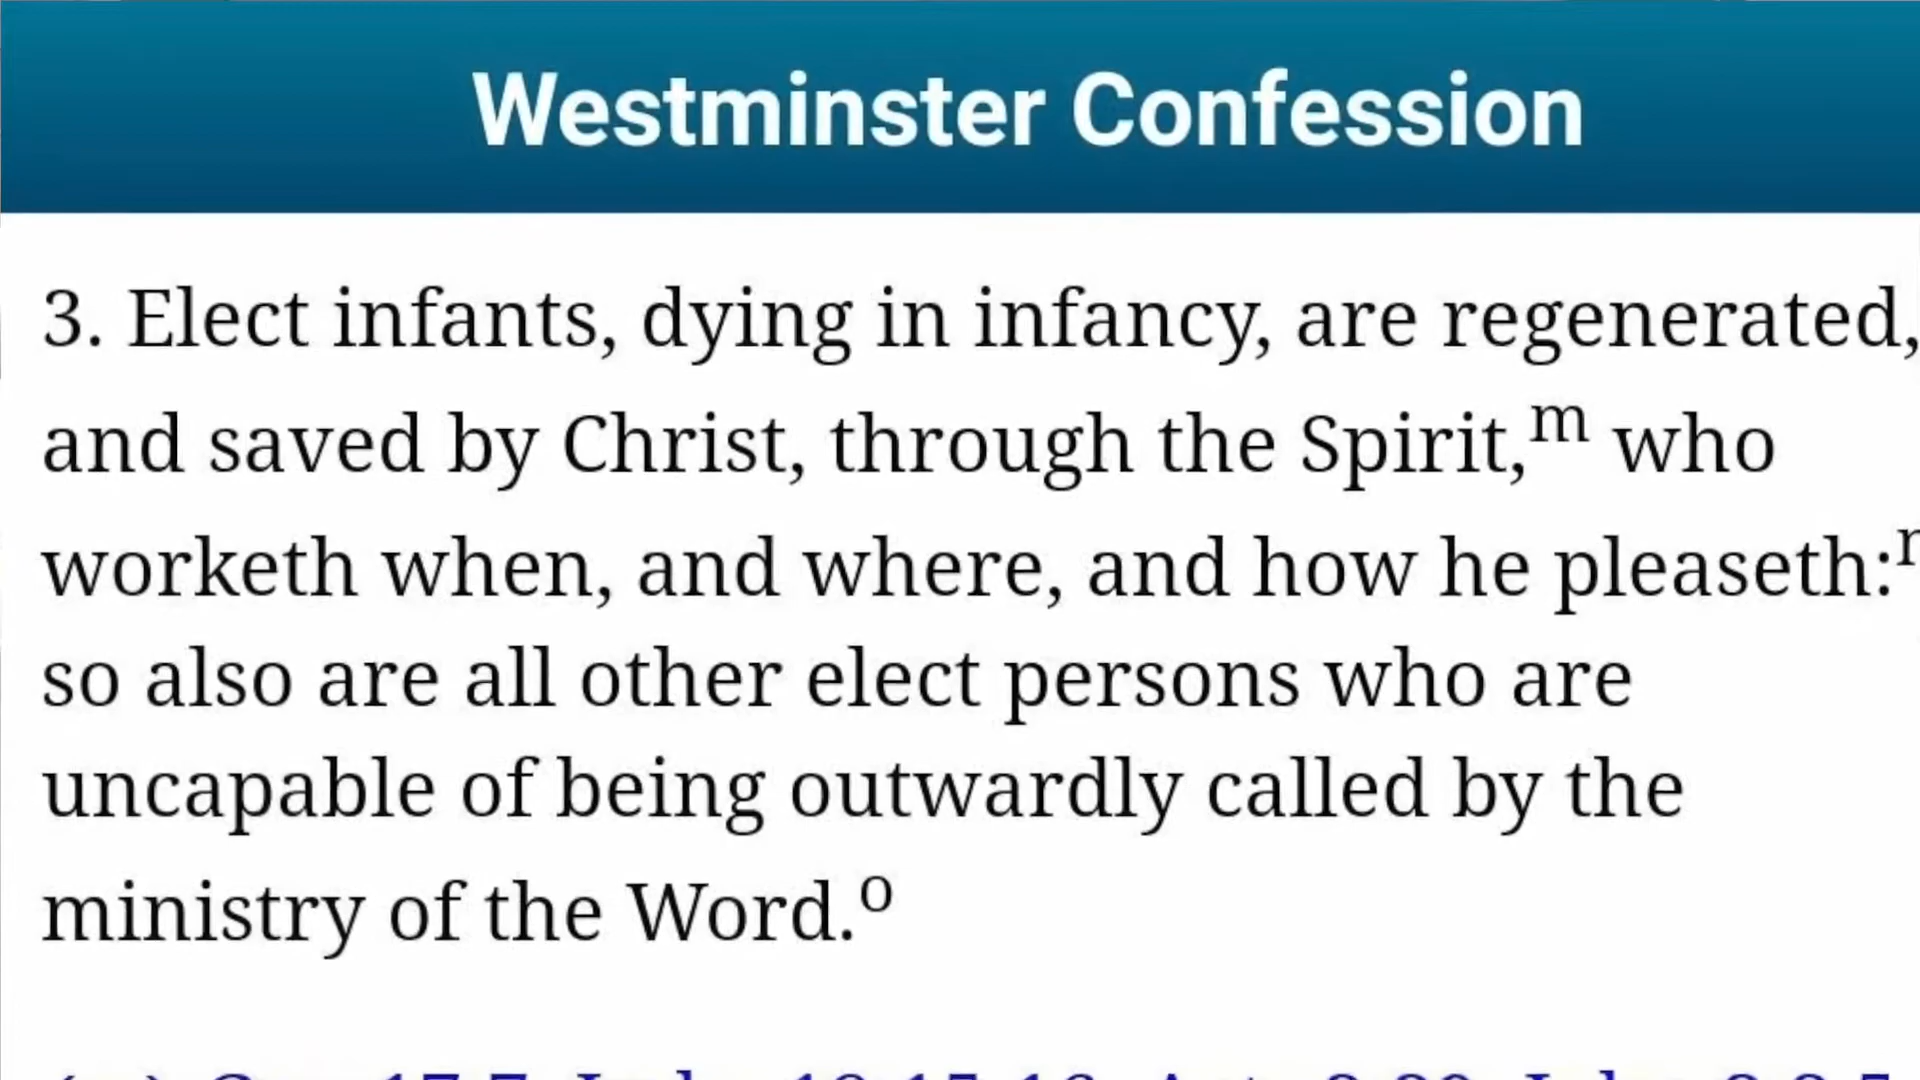 Westminster Confession
3. Elect infants, dying in infancy, are regenerated,
and saved by Christ, through the Spirit,m who
worketh when, and where, and how he pleaseth:
so also are all other elect persons who are
uncapable of being outwardly called by the
ministry of the Word.o